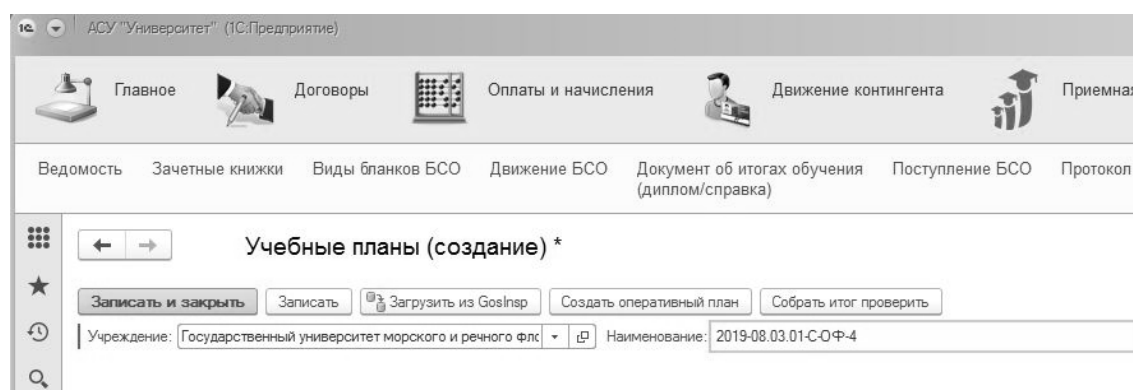 1С АСУ "Университет" (1С:Предприятие)
Главное Договоры Оплаты и начисления Движение контингента
Ведомость Зачетные книжки Виды бланков БСО Движение БСО Документ об итогах обучения (диплом/справка) Поступление БСО Протокол
Учебные планы (создание) *
Записать и закрыть Записать Загрузить из GosInsp Создать оперативный план Собрать итог проверить
Учреждение: Государственный университет морского и речного Наименование: 2019-08.03.01-С-ОФ-4